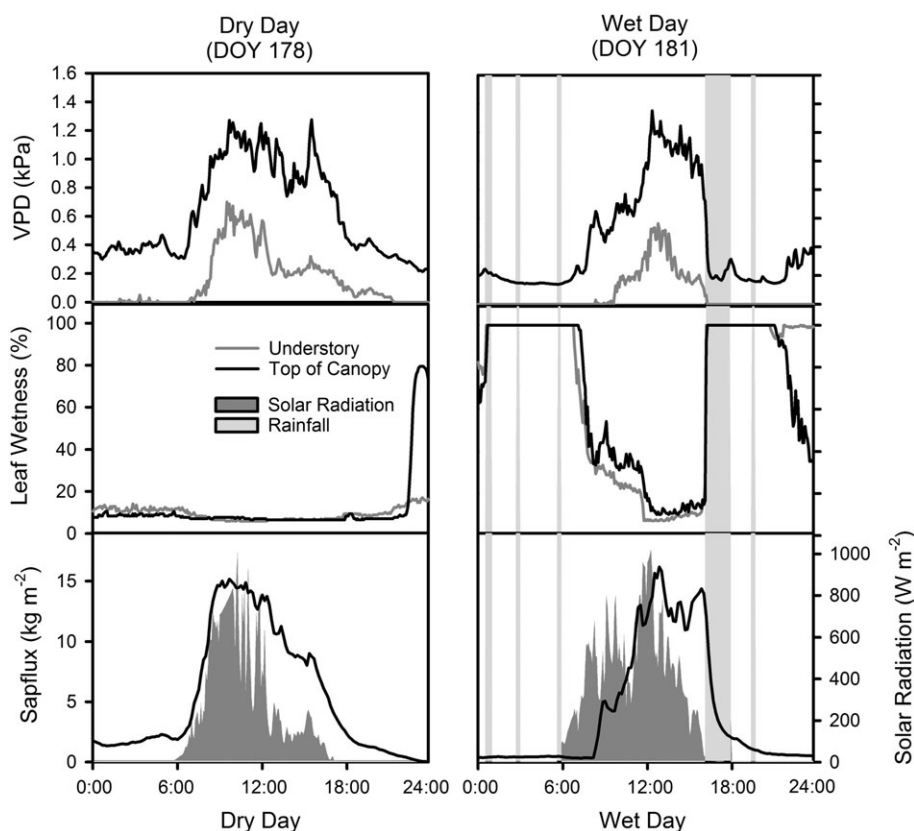 Dry Day
(DOY 178)
Wet Day
(DOY 181)
VPD (kPa)
1.6
1.4
1.2
1.0
0.8
0.6
0.4
0.2
0.0
Leaf Wetness (%)
100
80
60
40
20
0
Understory
Top of Canopy
Solar Radiation
Rainfall
Sapflux (kg m-2)
15
10
5
0
1000
800
600
400
200
0
Solar Radiation (W m-2)
0:00 6:00 12:00 18:00 24:00
0:00 6:00 12:00 18:00 24:00
Dry Day
Wet Day